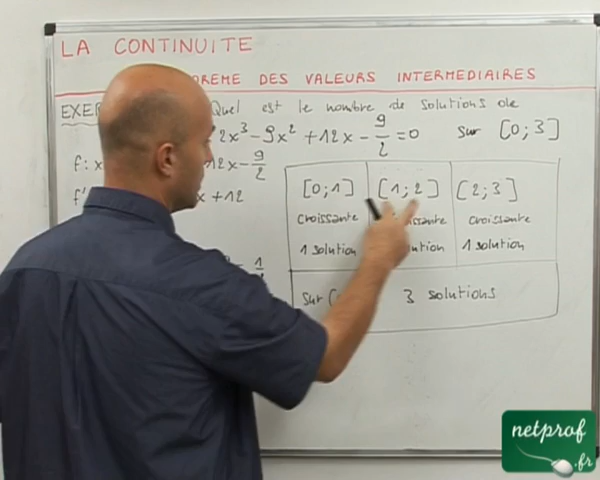 LA CONTINUITE
DES VALEURS INTERMEDIAIRES
Quel est le nombre de solutions de
2x³ - 9x² + 12x - 9/2 = 0 sur [0;3]
f: x 12x - 9/2
x + 12
[0;1] [1;2] [2;3]
croissante croissante
1 solution 1 solution
sur 3 solutions
netprof
.fr